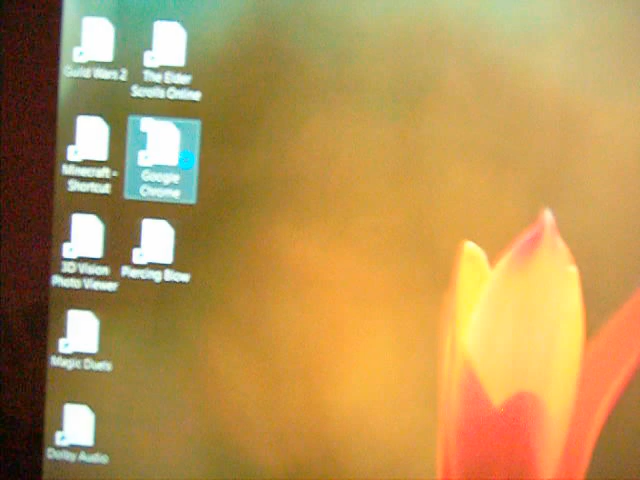 Guild Wars 2
The Elder
Scrolls Online
Minecraft -
Shortcut
Google
Chrome
3D Vision
Photo Viewer
Piercing Blow
Magic Duels
Dolby Audio